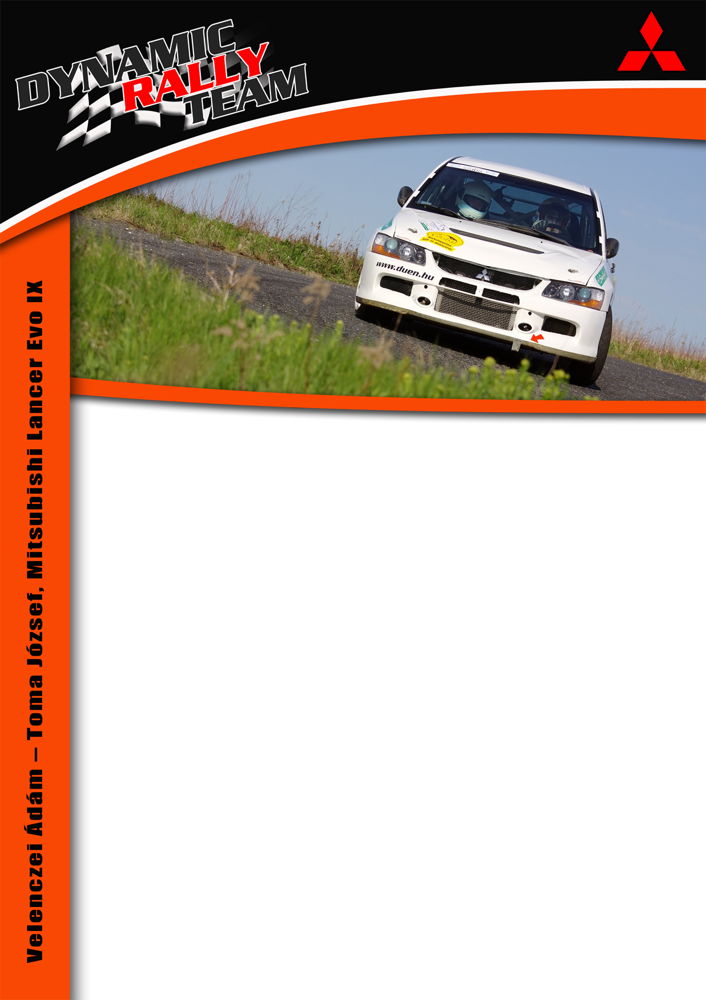 DYNAMIC
RALLY
TEAM
www.duen.hu
Velenczei Ádám – Toma József, Mitsubishi Lancer Evo IX